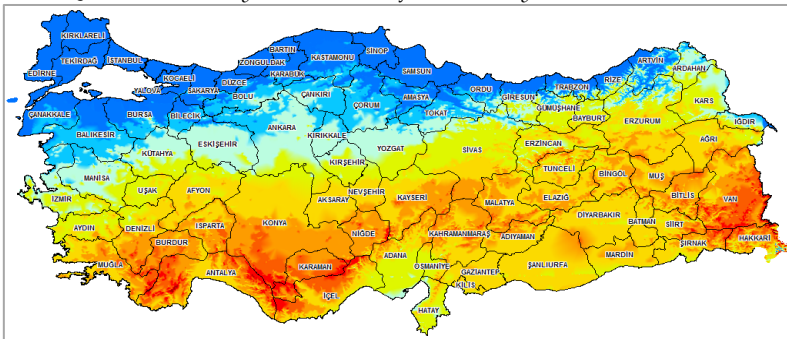 KIRKLARELİ
TEKİRDAĞ
İSTANBUL
EDİRNE
KOCAELİ
YALOVA
SAKARYA
DÜZCE
BOLU
ZONGULDAK
BARTIN
KARABÜK
KASTAMONU
SİNOP
SAMSUN
ÇANKIRI
ÇORUM
AMASYA
TOKAT
ORDU
GİRESUN
TRABZON
RİZE
ARTVİN
ARDAHAN
GÜMÜŞHANE
BAYBURT
ERZURUM
KARS
IĞDIR
AĞRI
ÇANAKKALE
BALIKESİR
BURSA
BİLECİK
ESKİŞEHİR
KÜTAHYA
ANKARA
KIRIKKALE
KIRŞEHİR
YOZGAT
SİVAS
ERZİNCAN
TUNCELİ
BİNGÖL
MUŞ
BİTLİS
VAN
MANİSA
İZMİR
UŞAK
AFYON
AYDIN
DENİZLİ
ISPARTA
BURDUR
MUĞLA
ANTALYA
KONYA
AKSARAY
NEVŞEHİR
KAYSERİ
NİĞDE
KARAMAN
İÇEL
ADANA
OSMANİYE
HATAY
KAHRAMANMARAŞ
MALATYA
ELAZIĞ
ADIYAMAN
GAZİANTEP
KİLİS
ŞANLIURFA
DİYARBAKIR
BATMAN
SİİRT
MARDİN
ŞIRNAK
HAKKARİ